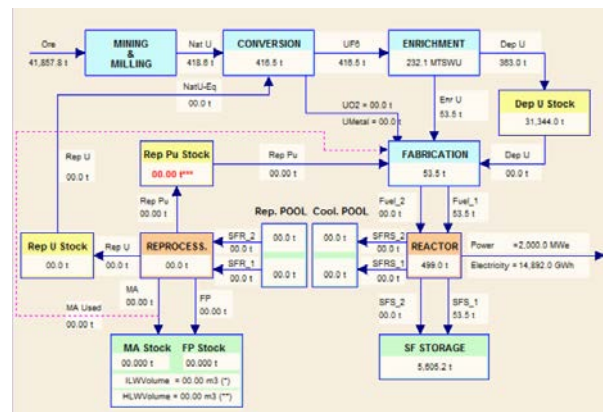 Ore
41,857.8 t
MINING
&
MILLING
Nat U
418.6 t
CONVERSION
416.5 t
UF6
416.5 t
ENRICHMENT
232.1 MTSWU
Dep U
363.0 t
NatU-Eq
00.0 t
UO2 = 00.0 t
UMetal = 00.0 t
Enr U
53.5 t
Dep U Stock
31,344.0 t
Rep U
00.0 t
Rep Pu Stock
00.00 t***
Rep Pu
00.00 t
FABRICATION
53.5 t
Dep U
00.0 t
Rep Pu
00.00 t
Fuel_2
00.0 t
Fuel_1
53.5 t
Rep. POOL
Cool. POOL
Rep U Stock
00.0 t
Rep U
00.0 t
REPROCESS.
00.0 t
SFR_2
00.0 t
SFR_1
00.0 t
00.0 t
00.0 t
00.0 t
00.0 t
SFRS_2
00.0 t
SFRS_1
00.0 t
REACTOR
499.0 t
Power =2,000.0 MWe
Electricity = 14,892.0 GWh
MA Used
00.00 t
MA
00.00 t
FP
00.00 t
SFS_2
00.0 t
SFS_1
53.5 t
MA Stock FP Stock
00.000 t 00.000 t
ILWVolume = 00.00 m3 (*)
HLWVolume = 00.00 m3 (**)
SF STORAGE
5,605.2 t